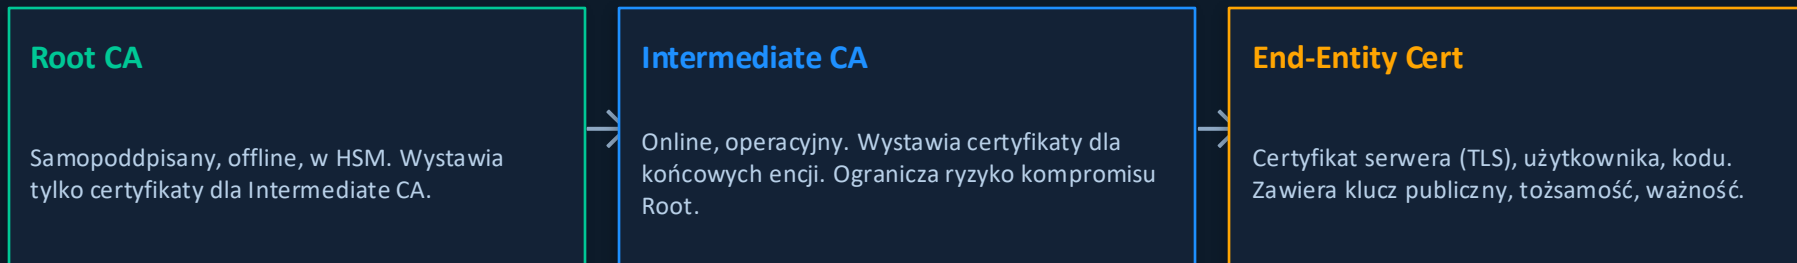 Root CA
Samopoddpisany, offline, w HSM. Wystawia
tylko certyfikaty dla Intermediate CA.
Intermediate CA
Online, operacyjny. Wystawia certyfikaty dla
końcowych encji. Ogranicza ryzyko kompromisu
Root.
End-Entity Cert
Certyfikat serwera (TLS), użytkownika, kodu.
Zawiera klucz publiczny, tożsamość, ważność.